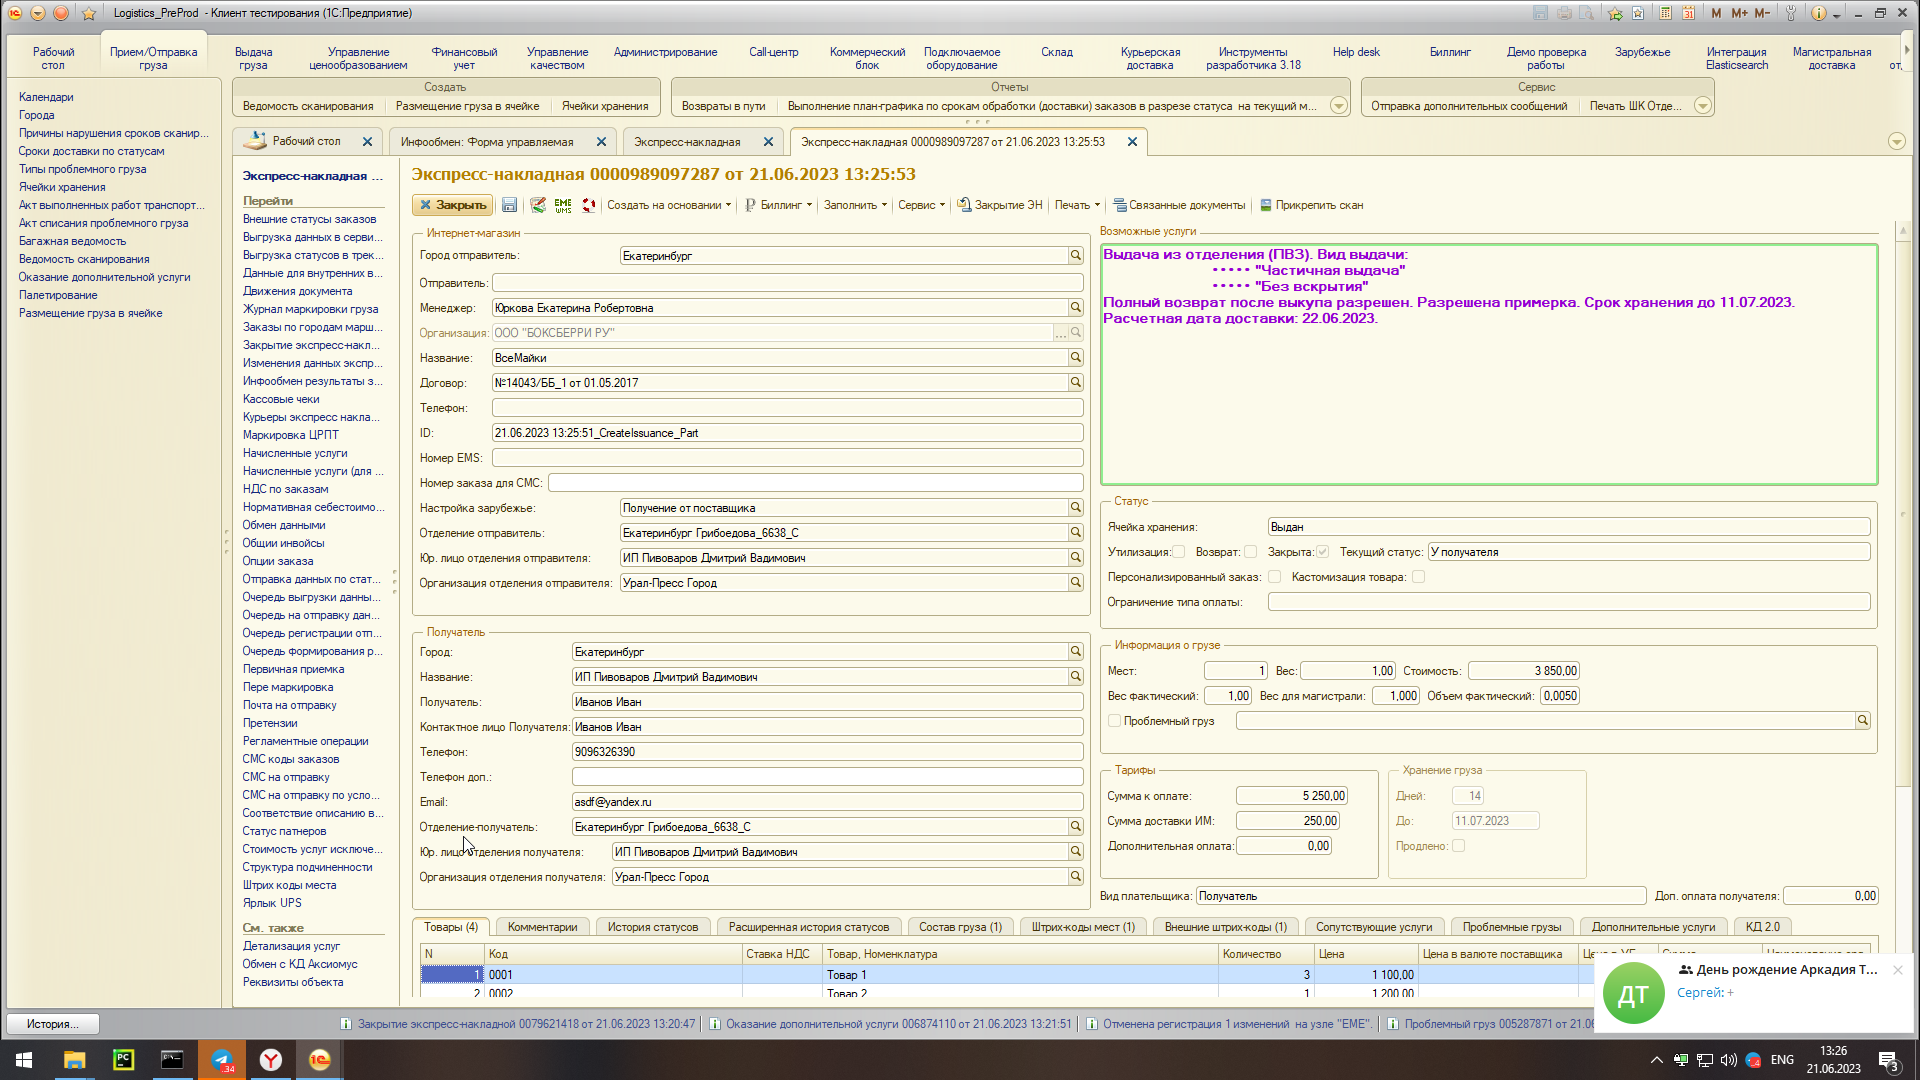 Logistics_PreProd - Клиент тестирования (1С:Предприятие)
M M+ M-
Рабочий стол
Прием/Отправка груза
Выдача груза
Управление ценообразованием
Финансовый учет
Управление качеством
Администрирование
Call-центр
Коммерческий блок
Подключаемое оборудование
Склад
Курьерская доставка
Инструменты разработчика 3.18
Help desk
Биллинг
Демо проверка работы
Зарубежье
Интеграция Elasticsearch
Магистральная доставка
Создать
Ведомость сканирования
Размещение груза в ячейке
Ячейки хранения
Отчеты
Возвраты в пути
Выполнение план-графика по срокам обработки (доставки) заказов в разрезе статуса на текущий м...
Сервис
Отправка дополнительных сообщений
Печать ШК Отде...
Календари
Города
Причины нарушения сроков сканир...
Сроки доставки по статусам
Типы проблемного груза
Ячейки хранения
Акт выполненных работ транспорт...
Акт списания проблемного груза
Багажная ведомость
Ведомость сканирования
Оказание дополнительной услуги
Палетирование
Размещение груза в ячейке
Рабочий стол
Инфообмен: Форма управляемая
Экспресс-накладная
Экспресс-накладная 0000989097287 от 21.06.2023 13:25:53
Экспресс-накладная ...
Перейти
Внешние статусы заказов
Выгрузка данных в серви...
Выгрузка статусов в трек...
Данные для внутренних в...
Движения документа
Журнал маркировки груза
Заказы по городам марш...
Закрытие экспресс-накл...
Изменения данных экспр...
Инфообмен результаты з...
Кассовые чеки
Курьеры экспресс накла...
Маркировка ЦРПТ
Начисленные услуги
Начисленные услуги (для ...
НДС по заказам
Нормативная себестоимо...
Обмен данными
Общии инвойсы
Опции заказа
Отправка данных по стат...
Очередь выгрузки данны...
Очередь на отправку дан...
Очередь регистрации отп...
Очередь формирования р...
Первичная приемка
Пере маркировка
Почта на отправку
Претензии
Регламентные операции
СМС коды заказов
СМС на отправку
СМС на отправку по усло...
Соответствие описанию в...
Статус патнеров
Стоимость услуг исключе...
Структура подчиненности
Штрих коды места
Ярлык UPS
См. также
Детализация услуг
Обмен с КД Аксиомус
Реквизиты объекта
Экспресс-накладная 0000989097287 от 21.06.2023 13:25:53
Закрыть
EME WMS
Создать на основании
Биллинг
Заполнить
Сервис
Закрытие ЭН
Печать
Связанные документы
Прикрепить скан
Интернет-магазин
Город отправитель: Екатеринбург
Отправитель:
Менеджер: Юркова Екатерина Робертовна
Организация: ООО "БОКСБЕРРИ РУ" ...
Название: ВсеМайки
Договор: №14043/ББ_1 от 01.05.2017
Телефон:
ID: 21.06.2023 13:25:51_CreateIssuance_Part
Номер EMS:
Номер заказа для СМС:
Настройка зарубежье: Получение от поставщика
Отделение отправитель: Екатеринбург Грибоедова_6638_С
Юр. лицо отделения отправителя: ИП Пивоваров Дмитрий Вадимович
Организация отделения отправителя: Урал-Пресс Город
Получатель
Город: Екатеринбург
Название: ИП Пивоваров Дмитрий Вадимович
Получатель: Иванов Иван
Контактное лицо Получателя: Иванов Иван
Телефон: 9096326390
Телефон доп.:
Email: asdf@yandex.ru
Отделение-получатель: Екатеринбург Грибоедова_6638_С
Юр. лицо отделения получателя: ИП Пивоваров Дмитрий Вадимович
Организация отделения получателя: Урал-Пресс Город
Возможные услуги
Выдача из отделения (ПВЗ). Вид выдачи:
••••• "Частичная выдача"
••••• "Без вскрытия"
Полный возврат после выкупа разрешен. Разрешена примерка. Срок хранения до 11.07.2023.
Расчетная дата доставки: 22.06.2023.
Статус
Ячейка хранения: Выдан
Утилизация: Возврат: Закрыта: Текущий статус: У получателя
Персонализированный заказ: Кастомизация товара:
Ограничение типа оплаты:
Информация о грузе
Мест: 1 Вес: 1,00 Стоимость: 3 850,00
Вес фактический: 1,00 Вес для магистрали: 1,000 Объем фактический: 0,0050
Проблемный груз
Тарифы
Сумма к оплате: 5 250,00
Сумма доставки ИМ: 250,00
Дополнительная оплата: 0,00
Хранение груза
Дней: 14
До: 11.07.2023
Продлено:
Вид плательщика: Получатель Доп. оплата получателя: 0,00
Товары (4)
Комментарии
История статусов
Расширенная история статусов
Состав груза (1)
Штрих-коды мест (1)
Внешние штрих-коды (1)
Сопутствующие услуги
Проблемные грузы
Дополнительные услуги
КД 2.0
N Код Ставка НДС Товар, Номенклатура Количество Цена Цена в валюте поставщика
1 0001 Товар 1 3 1 100,00
2 0002 Товар 2 1 1 200,00
ДТ
День рождение Аркадия Т...
Сергей: +
История...
Закрытие экспресс-накладной 0079621418 от 21.06.2023 13:20:47
Оказание дополнительной услуги 006874110 от 21.06.2023 13:21:51
Отменена регистрация 1 изменений на узле "EME".
Проблемный груз 005287871 от 21.06
34
ENG
13:26
21.06.2023
3